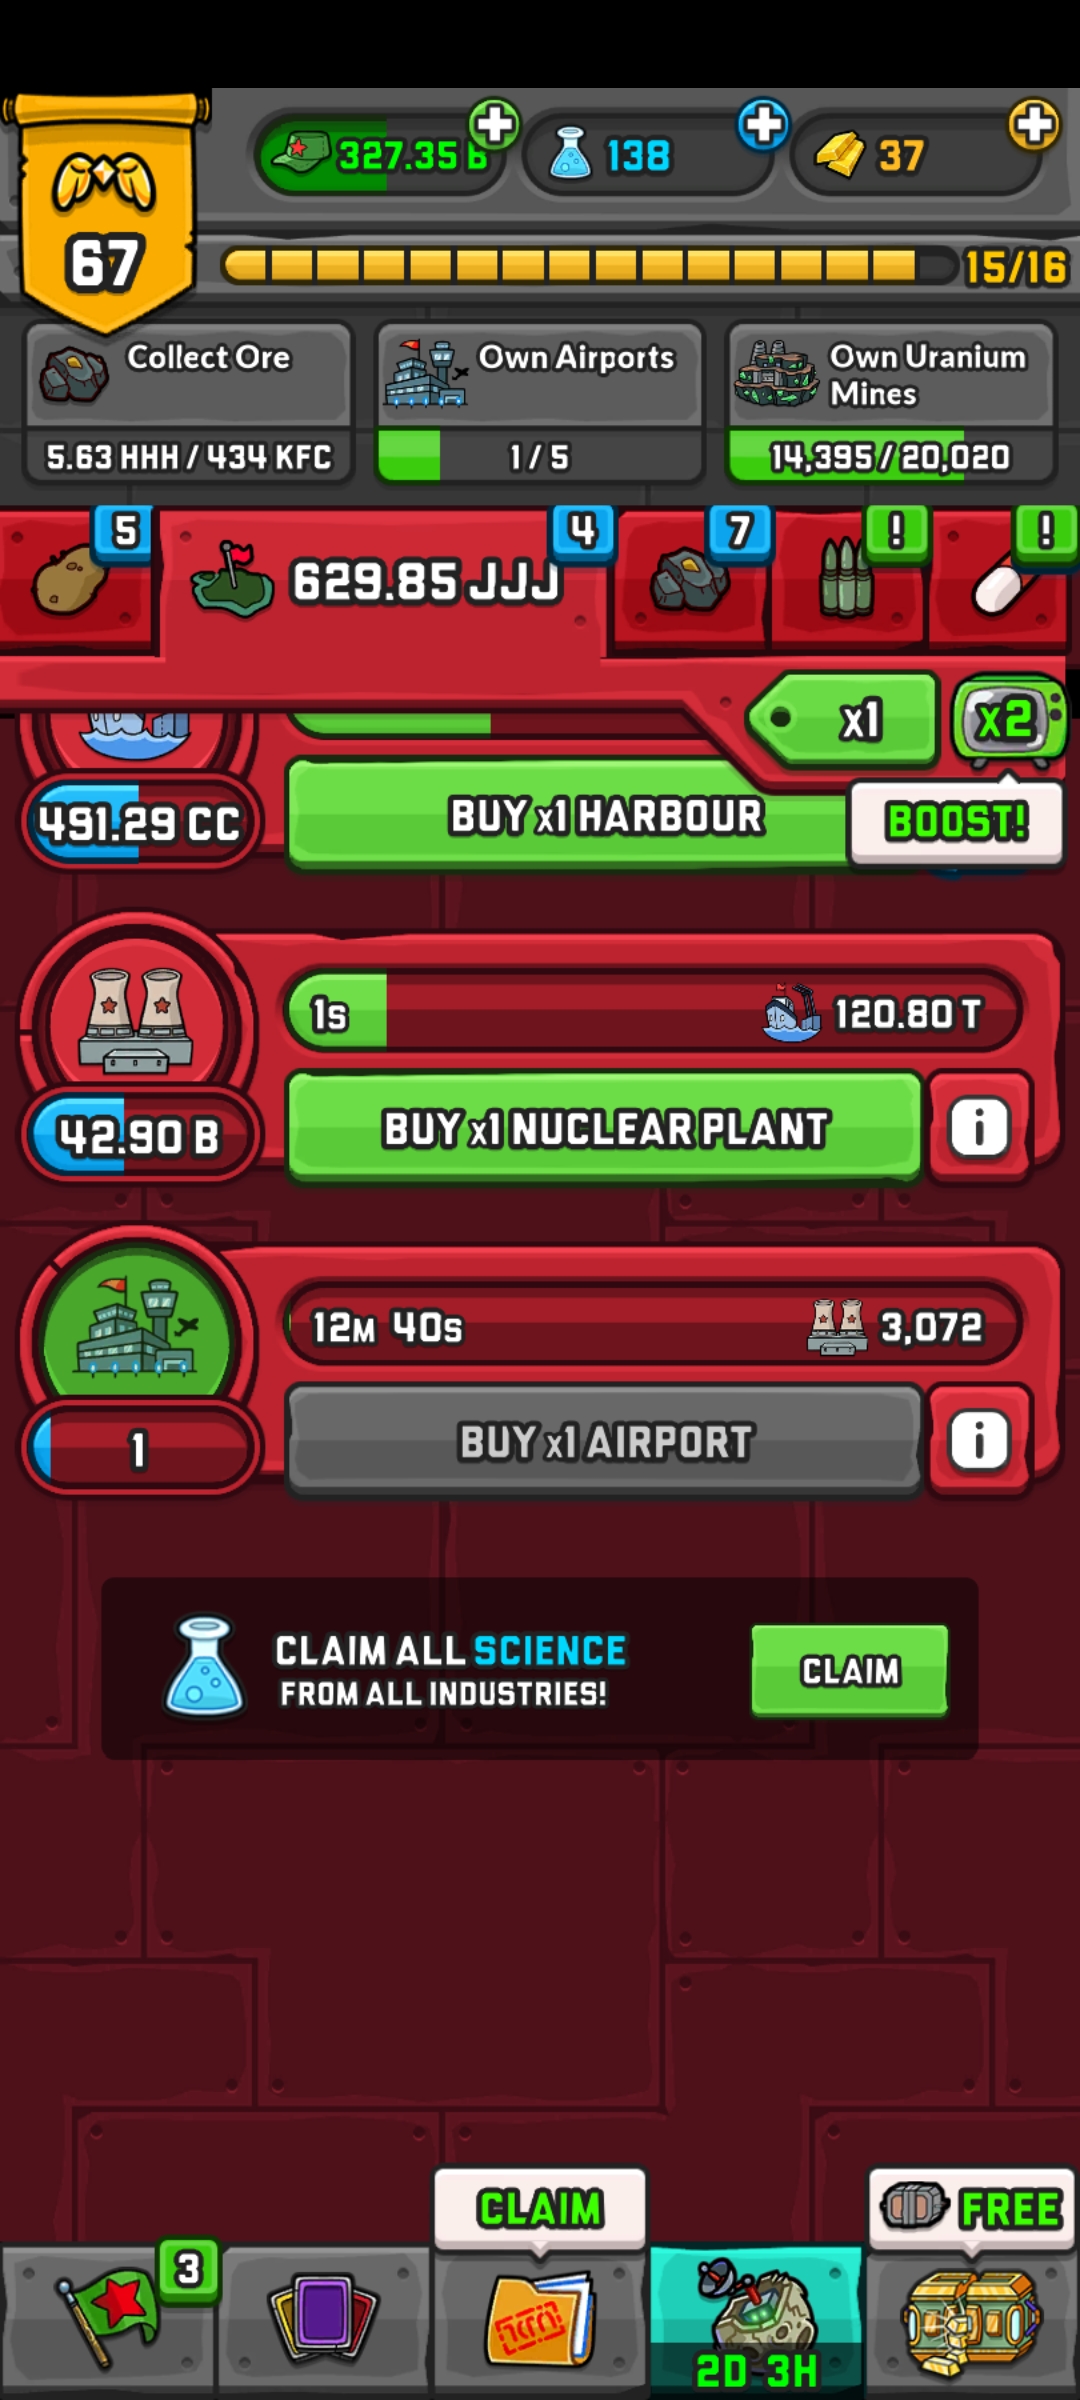 327.35 B
138
37
67
15/16
Collect Ore
5.63 HHH / 434 KFC
Own Airports
1 / 5
Own Uranium
Mines
14,395 / 20,020
5
629.85 JJJ
4
7
!
!
x1
x2
BOOST!
491.29 CC
BUY x1 HARBOUR
1s
120.80 T
42.90 B
BUY x1 NUCLEAR PLANT
i
12M 40s
3,072
1
BUY x1 AIRPORT
i
CLAIM ALL SCIENCE
FROM ALL INDUSTRIES!
CLAIM
CLAIM
FREE
3
2D 3H